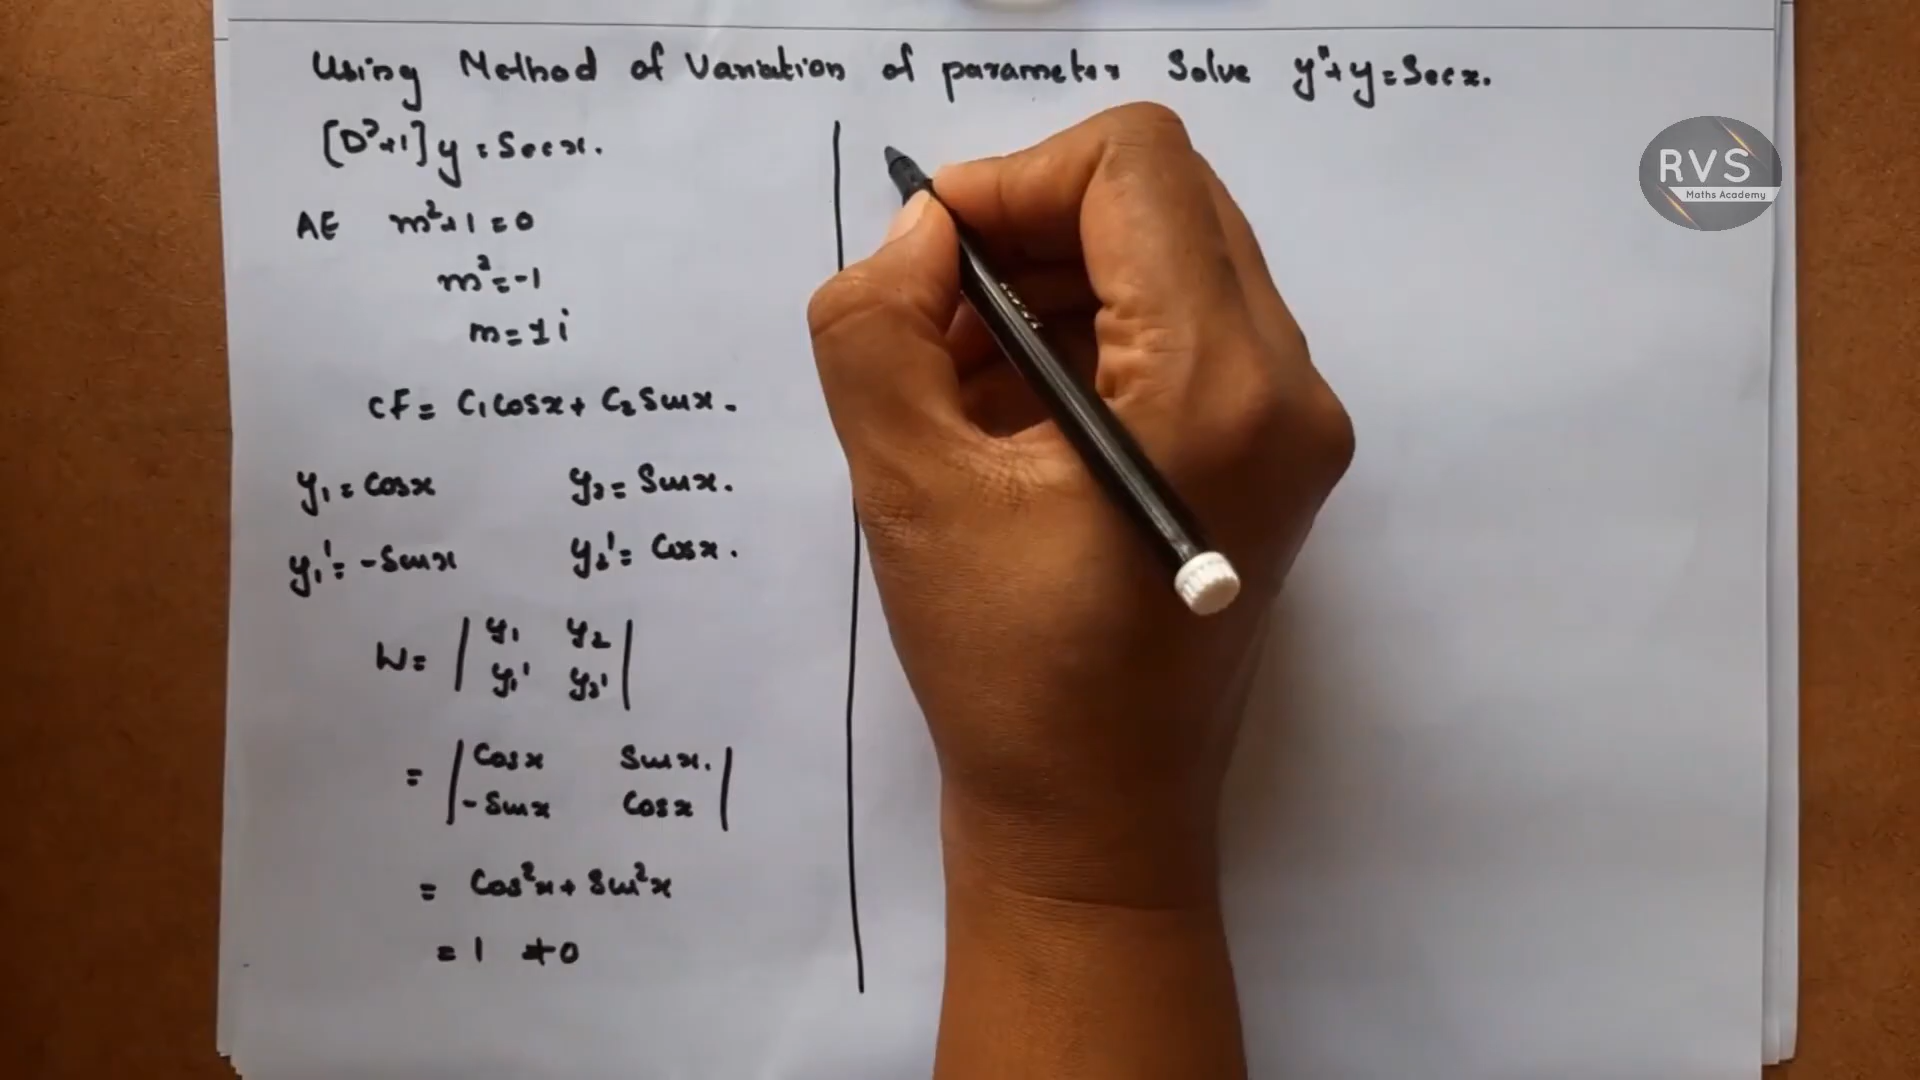 Using Method of Variation of parameter Solve y"+y=Secx.
[D²+1]y=Secx.
AE m²+1=0
m²=-1
m=±i
CF= C₁Cosx+ C₂Sinx.
y₁=Cosx y₂= Sinx.
y₁'=-Sinx y₂'= Cosx.
W= | y₁ y₂ |
| y₁' y₂' |
= | Cosx Sinx. |
| -Sinx Cosx |
= Cos²x+Sin²x
= 1 ≠0
RVS
Maths Academy